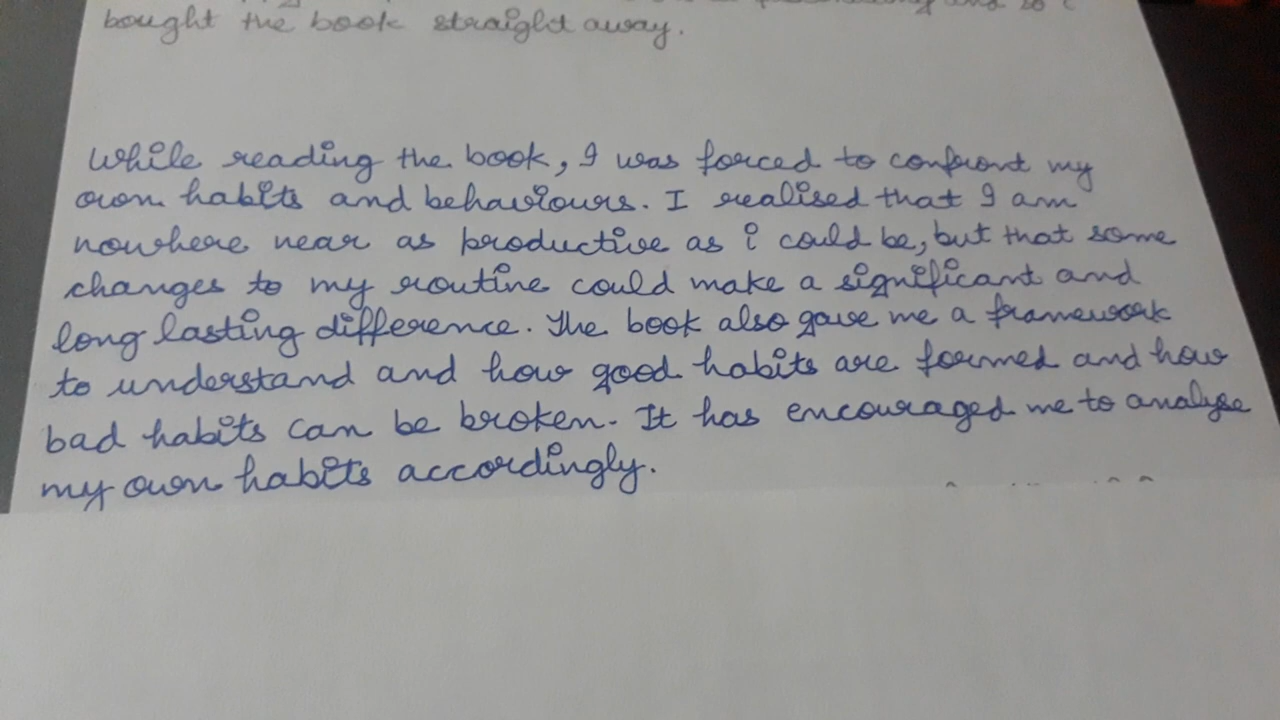 and so i
bought the book straight away.
While reading the book, I was forced to confront my
own habits and behaviours. I realised that I am
nowhere near as productive as i could be, but that some
changes to my routine could make a significant and
long lasting difference. The book also gave me a framework
to understand and how good habits are formed and how
bad habits can be broken. It has encouraged me to analyse
my own habits accordingly.